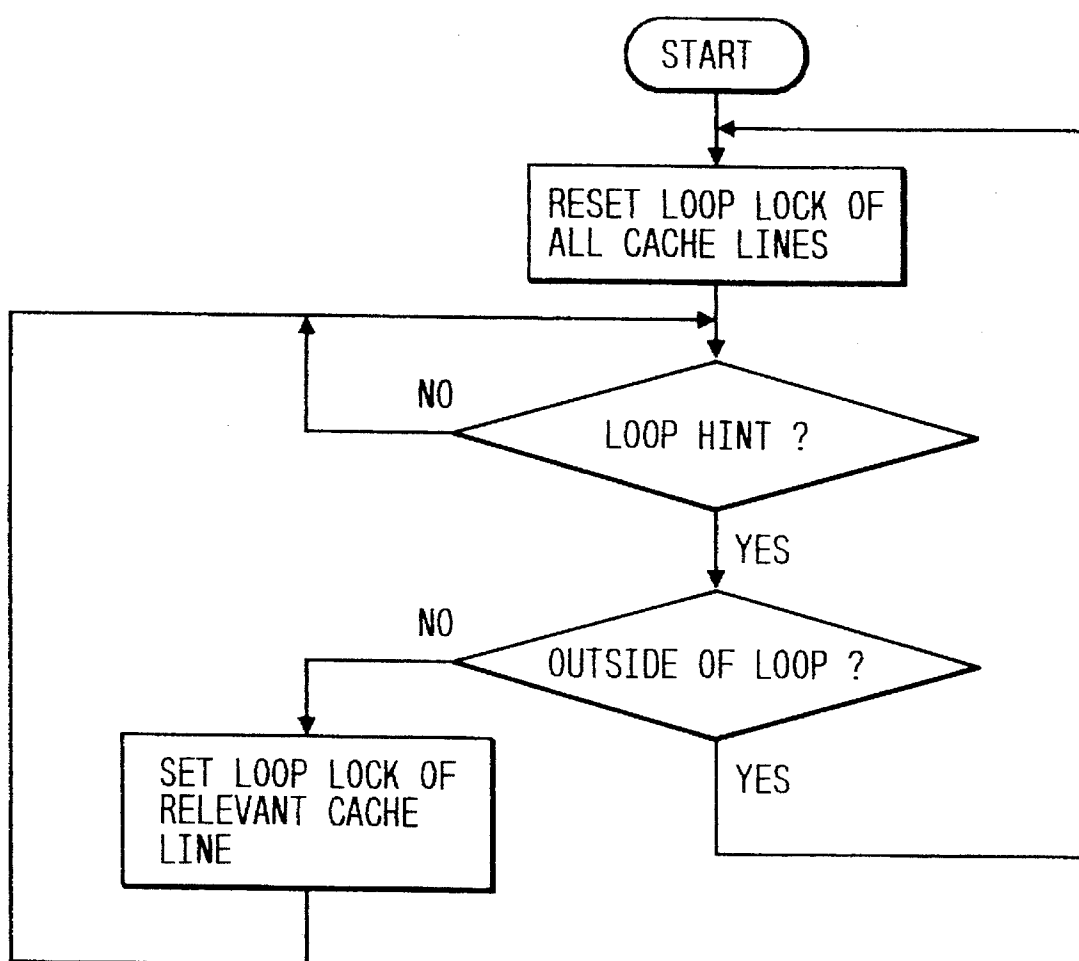 START
RESET LOOP LOCK OF
ALL CACHE LINES
NO
LOOP HINT ?
YES
NO
OUTSIDE OF LOOP ?
YES
SET LOOP LOCK OF
RELEVANT CACHE
LINE